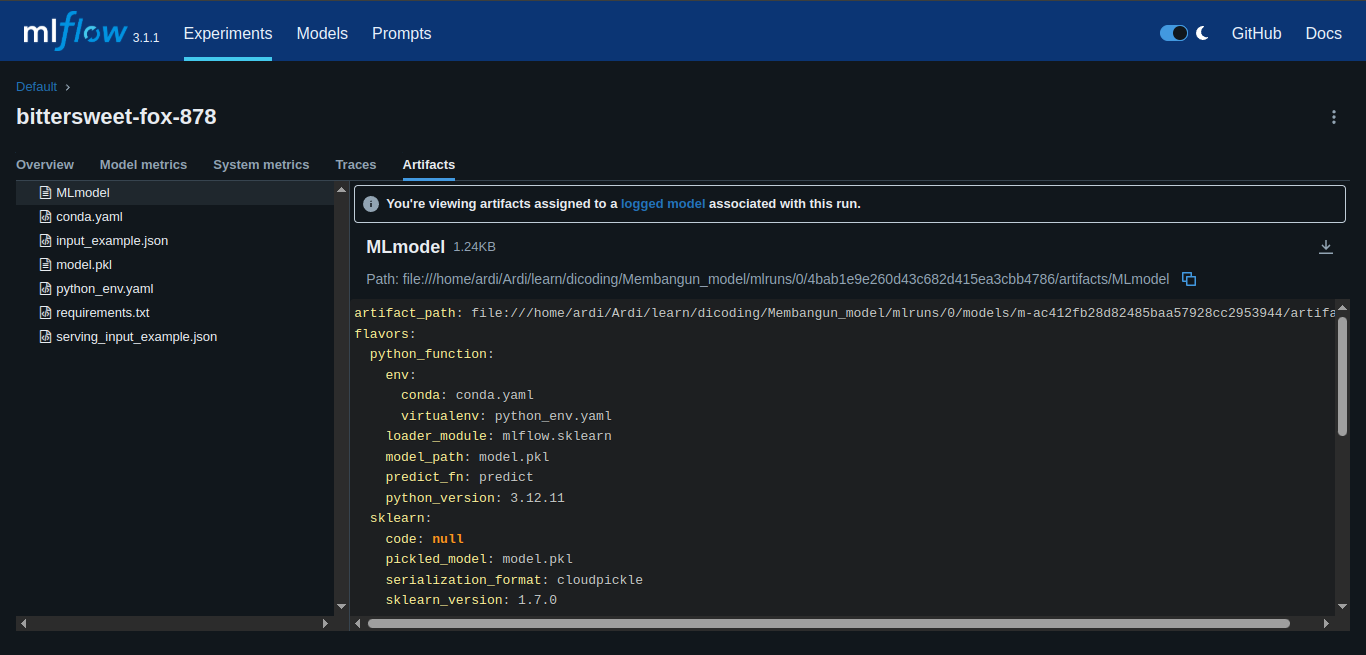 mlflow 3.1.1 Experiments Models Prompts GitHub Docs
Default
bittersweet-fox-878
Overview Model metrics System metrics Traces Artifacts
MLmodel
conda.yaml
input_example.json
model.pkl
python_env.yaml
requirements.txt
serving_input_example.json
You're viewing artifacts assigned to a logged model associated with this run.
MLmodel 1.24KB
Path: file:///home/ardi/Ardi/learn/dicoding/Membangun_model/mlruns/0/4bab1e9e260d43c682d415ea3cbb4786/artifacts/MLmodel
artifact_path: file:///home/ardi/Ardi/learn/dicoding/Membangun_model/mlruns/0/models/m-ac412fb28d82485baa57928cc2953944/artifa
flavors:
python_function:
env:
conda: conda.yaml
virtualenv: python_env.yaml
loader_module: mlflow.sklearn
model_path: model.pkl
predict_fn: predict
python_version: 3.12.11
sklearn:
code: null
pickled_model: model.pkl
serialization_format: cloudpickle
sklearn_version: 1.7.0